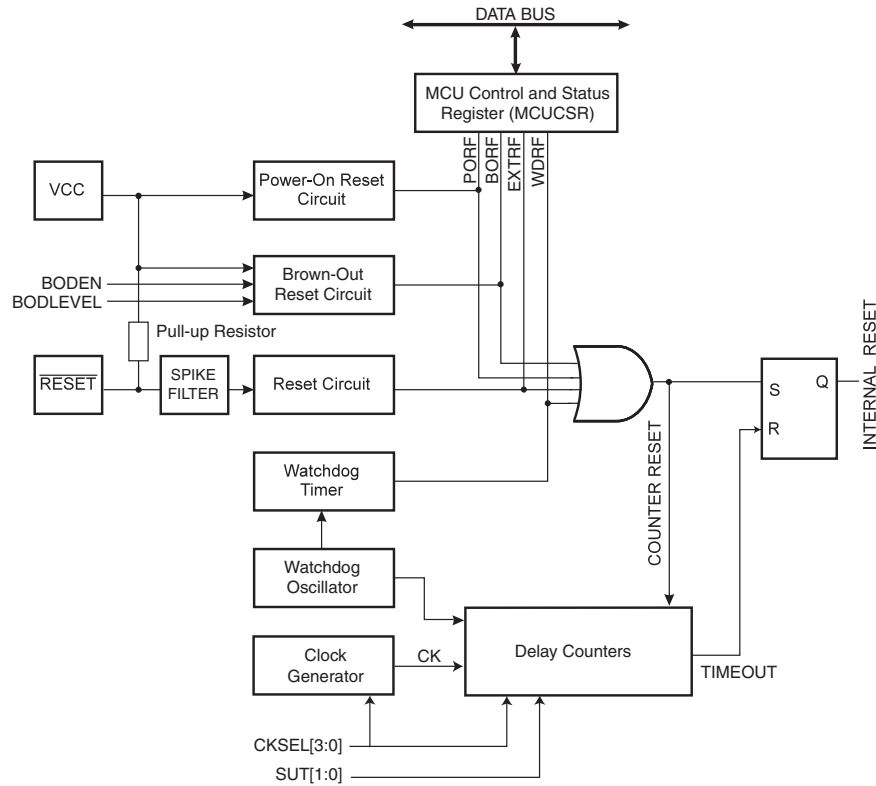 DATA BUS
MCU Control and Status
Register (MCUCSR)
PORF
BORF
EXTRF
WDRF
VCC
Power-On Reset
Circuit
BODEN
BODLEVEL
Brown-Out
Reset Circuit
Pull-up Resistor
RESET
SPIKE
FILTER
Reset Circuit
S
Q
R
INTERNAL RESET
Watchdog
Timer
COUNTER RESET
Watchdog
Oscillator
Clock
Generator
CK
Delay Counters
TIMEOUT
CKSEL[3:0]
SUT[1:0]